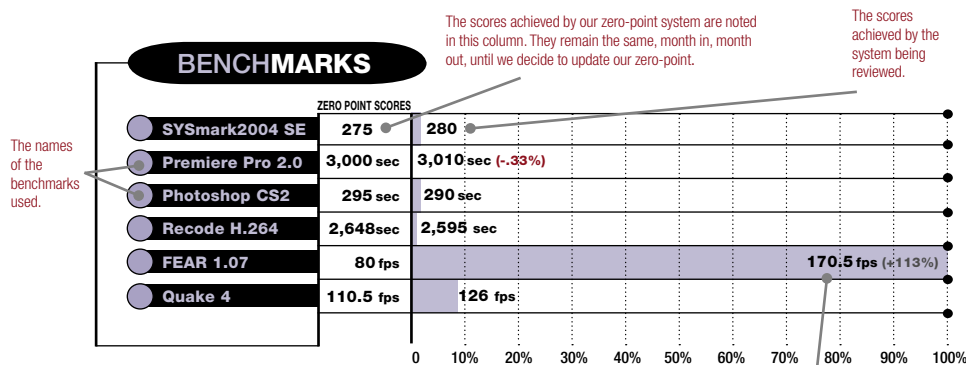 The scores achieved by our zero-point system are noted
in this column. They remain the same, month in, month
out, until we decide to update our zero-point.
The scores
achieved by the
system being
reviewed.
BENCHMARKS
ZERO POINT SCORES
The names
of the
benchmarks
used.
SYSmark2004 SE 275 280
Premiere Pro 2.0 3,000 sec 3,010 sec (-.33%)
Photoshop CS2 295 sec 290 sec
Recode H.264 2,648sec 2,595 sec
FEAR 1.07 80 fps 170.5 fps (+113%)
Quake 4 110.5 fps 126 fps
0 10% 20% 30% 40% 50% 60% 70% 80% 90% 100%